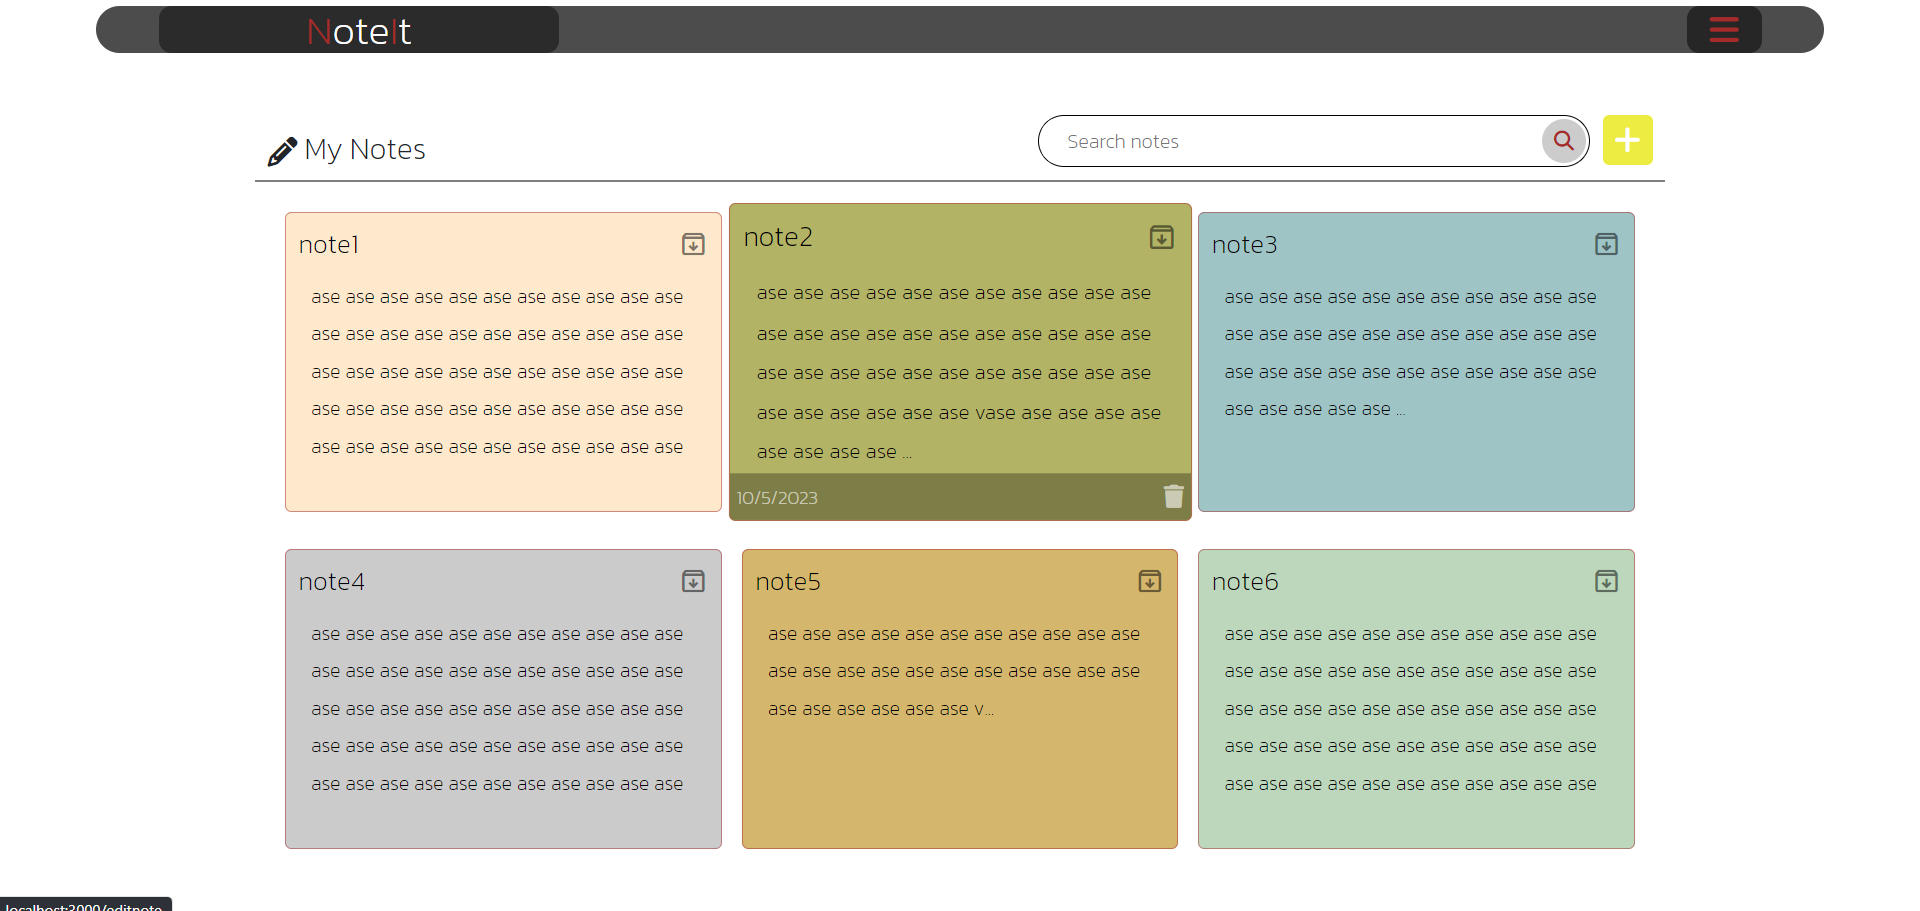 NoteIt
My Notes
Search notes
note1
ase ase ase ase ase ase ase ase ase ase ase
ase ase ase ase ase ase ase ase ase ase ase
ase ase ase ase ase ase ase ase ase ase ase
ase ase ase ase ase ase ase ase ase ase ase
ase ase ase ase ase ase ase ase ase ase ase
note2
ase ase ase ase ase ase ase ase ase ase ase
ase ase ase ase ase ase ase ase ase ase ase
ase ase ase ase ase ase ase ase ase ase ase
ase ase ase ase ase ase vase ase ase ase ase
ase ase ase ase ...
10/5/2023
note3
ase ase ase ase ase ase ase ase ase ase ase
ase ase ase ase ase ase ase ase ase ase ase
ase ase ase ase ase ase ase ase ase ase ase
ase ase ase ase ase ...
note4
ase ase ase ase ase ase ase ase ase ase ase
ase ase ase ase ase ase ase ase ase ase ase
ase ase ase ase ase ase ase ase ase ase ase
ase ase ase ase ase ase ase ase ase ase ase
ase ase ase ase ase ase ase ase ase ase ase
note5
ase ase ase ase ase ase ase ase ase ase ase
ase ase ase ase ase ase ase ase ase ase ase
ase ase ase ase ase ase v...
note6
ase ase ase ase ase ase ase ase ase ase ase
ase ase ase ase ase ase ase ase ase ase ase
ase ase ase ase ase ase ase ase ase ase ase
ase ase ase ase ase ase ase ase ase ase ase
ase ase ase ase ase ase ase ase ase ase ase
localhost:3000/editnote